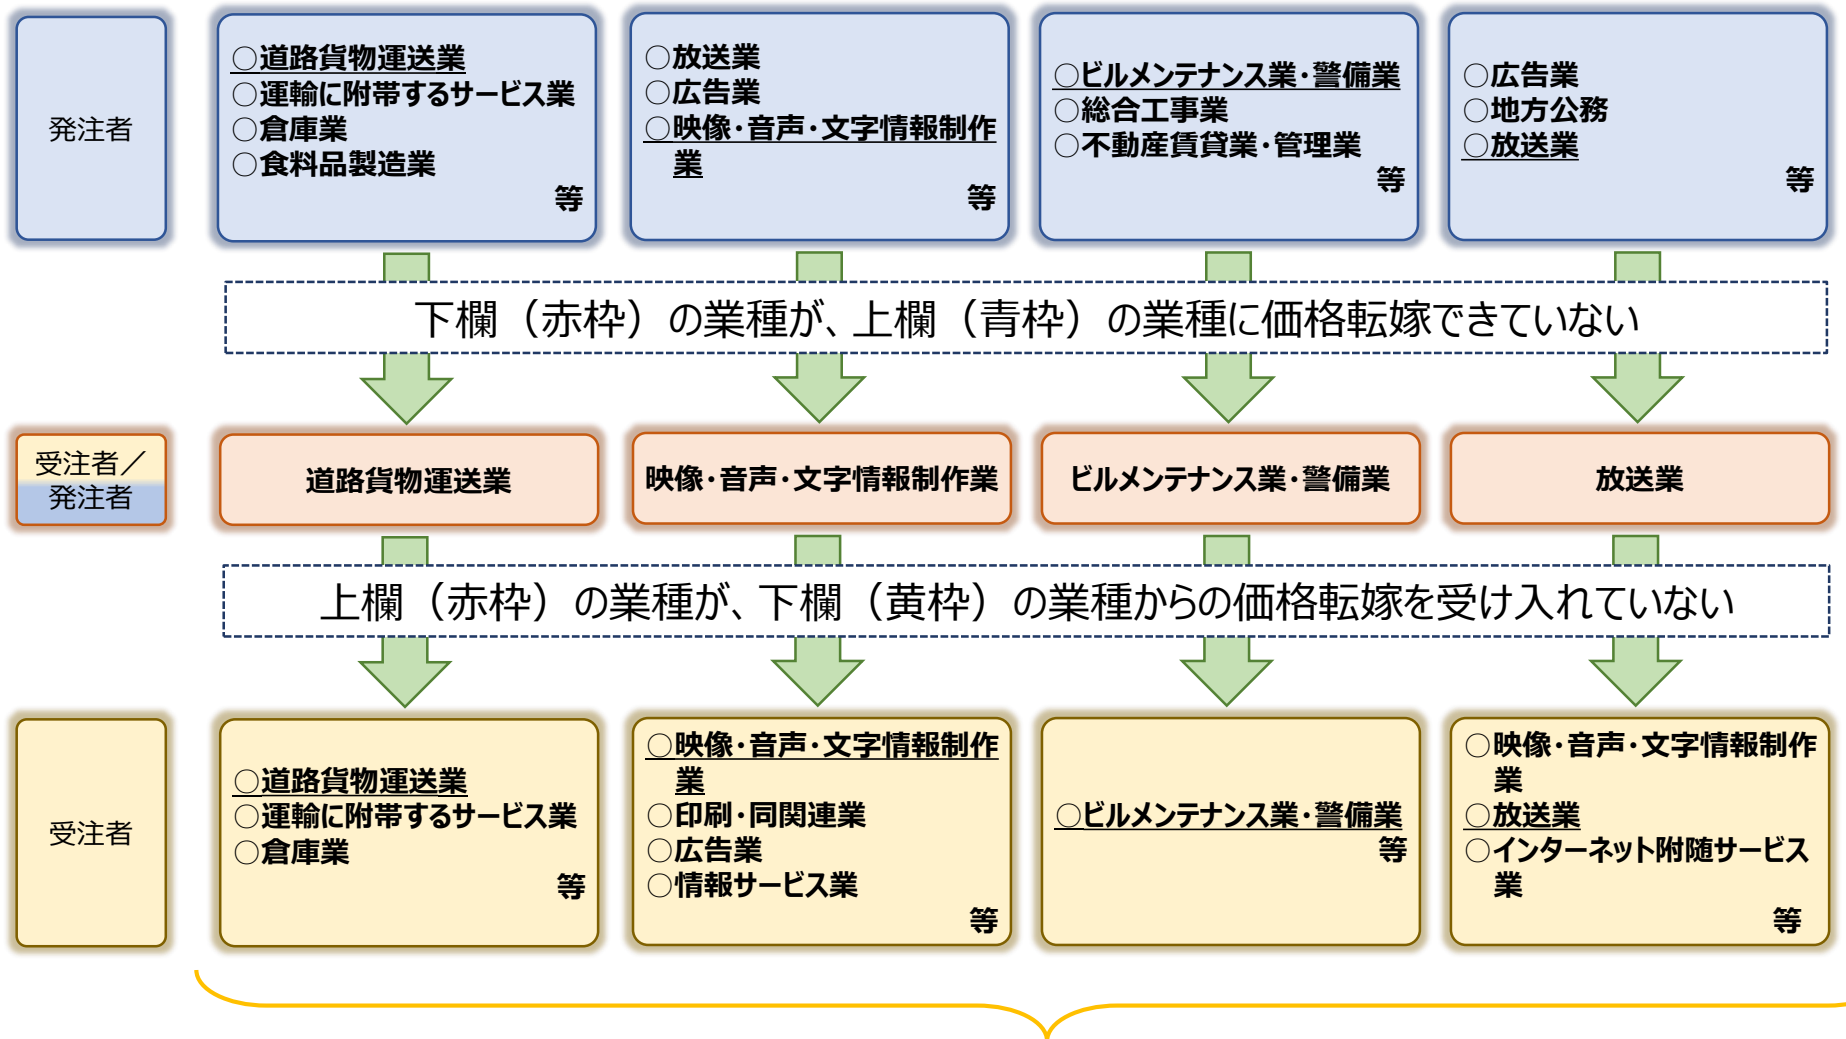 発注者
○道路貨物運送業
○運輸に附帯するサービス業
○倉庫業
○食料品製造業
等
○放送業
○広告業
○映像・音声・文字情報制作
業
等
○ビルメンテナンス業・警備業
○総合工事業
○不動産賃貸業・管理業
等
○広告業
○地方公務
○放送業
等
下欄（赤枠）の業種が、上欄（青枠）の業種に価格転嫁できていない
受注者／
発注者
道路貨物運送業
映像・音声・文字情報制作業
ビルメンテナンス業・警備業
放送業
上欄（赤枠）の業種が、下欄（黄枠）の業種からの価格転嫁を受け入れていない
受注者
○道路貨物運送業
○運輸に附帯するサービス業
○倉庫業
等
○映像・音声・文字情報制作
業
○印刷・同関連業
○広告業
○情報サービス業
等
○ビルメンテナンス業・警備業
等
○映像・音声・文字情報制作
業
○放送業
○インターネット附随サービス
業
等